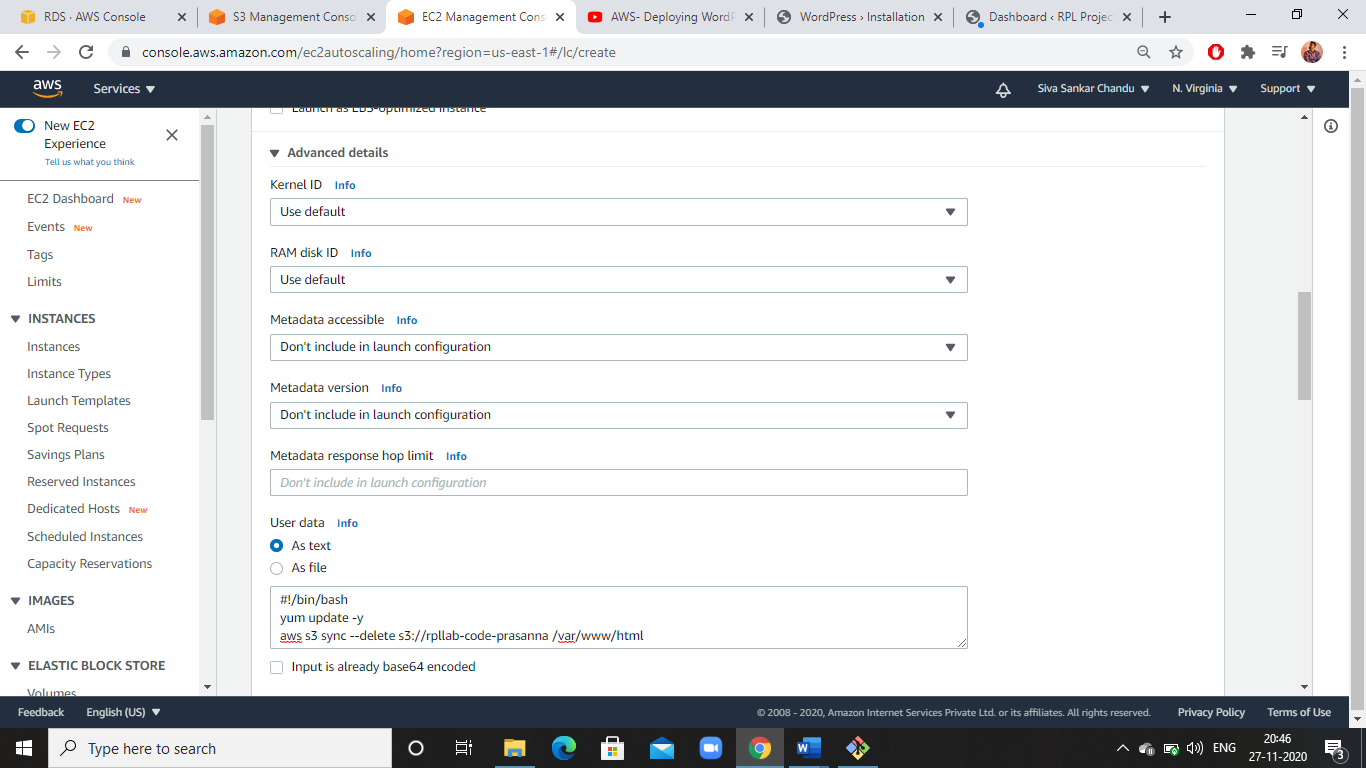 RDS · AWS Console
S3 Management Conso
EC2 Management Cons
AWS- Deploying WordP
WordPress › Installation
Dashboard ‹ RPL Projec
console.aws.amazon.com/ec2autoscaling/home?region=us-east-1#/lc/create
aws
Services
Siva Sankar Chandu
N. Virginia
Support
New EC2
Experience
Tell us what you think
EC2 Dashboard New
Events New
Tags
Limits
INSTANCES
Instances
Instance Types
Launch Templates
Spot Requests
Savings Plans
Reserved Instances
Dedicated Hosts New
Scheduled Instances
Capacity Reservations
IMAGES
AMIs
ELASTIC BLOCK STORE
Volumes
Launch as EBS-optimized instance
Advanced details
Kernel ID Info
Use default
RAM disk ID Info
Use default
Metadata accessible Info
Don't include in launch configuration
Metadata version Info
Don't include in launch configuration
Metadata response hop limit Info
Don't include in launch configuration
User data Info
As text
As file
#!/bin/bash
yum update -y
aws s3 sync --delete s3://rpllab-code-prasanna /var/www/html
Input is already base64 encoded
Feedback
English (US)
© 2008 - 2020, Amazon Internet Services Private Ltd. or its affiliates. All rights reserved.
Privacy Policy
Terms of Use
Type here to search
ENG
20:46
27-11-2020
3